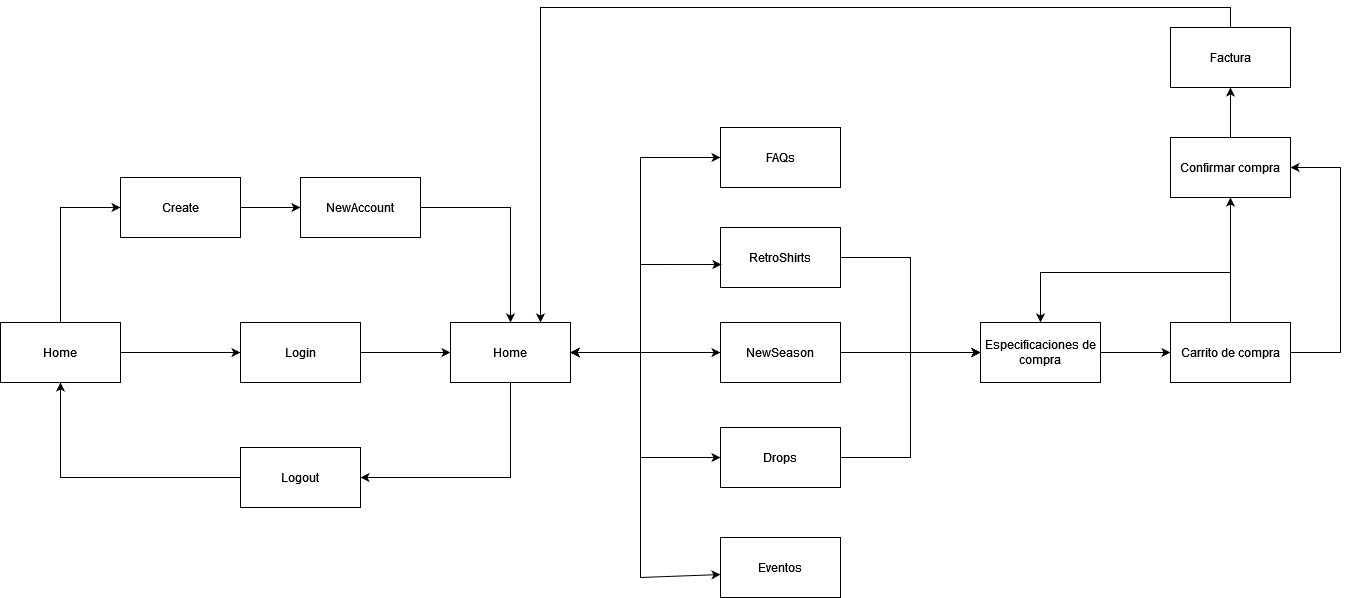 Factura
FAQs
Confirmar compra
Create
NewAccount
RetroShirts
Home
Login
Home
NewSeason
Especificaciones de
compra
Carrito de compra
Logout
Drops
Eventos